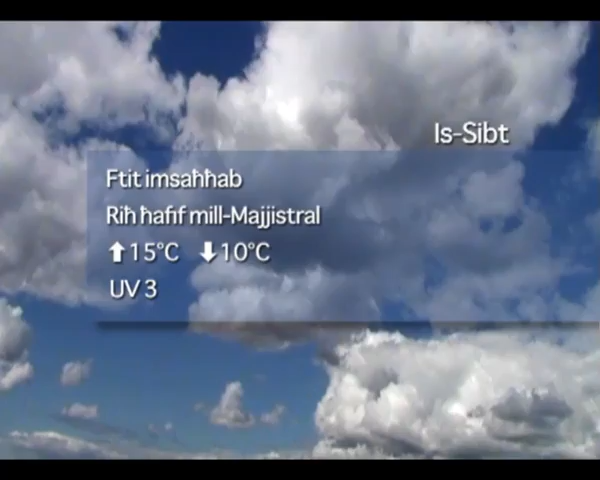 Is-Sibt
Ftit imsaħħab
Riħ ħafif mill-Majjistral
⬆15°C ⬇10°C
UV 3